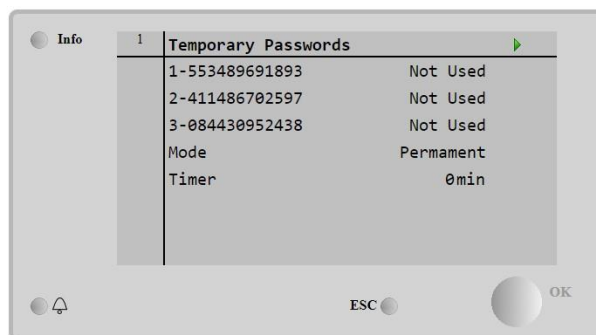 Info
1 Temporary Passwords
1-553489691893 Not Used
2-411486702597 Not Used
3-084430952438 Not Used
Mode Permament
Timer 0min
ESC OK